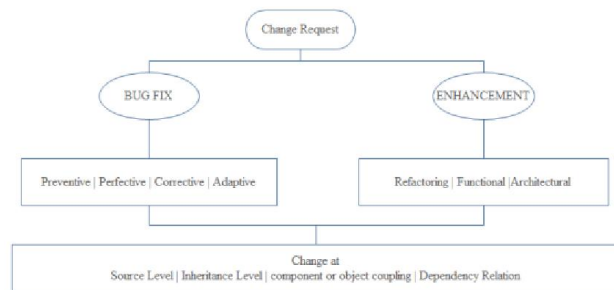 Change Request
BUG FIX
ENHANCEMENT
Preventive | Perfective | Corrective | Adaptive
Refactoring | Functional |Architectural
Change at
Source Level | Inheritance Level | component or object coupling | Dependency Relation